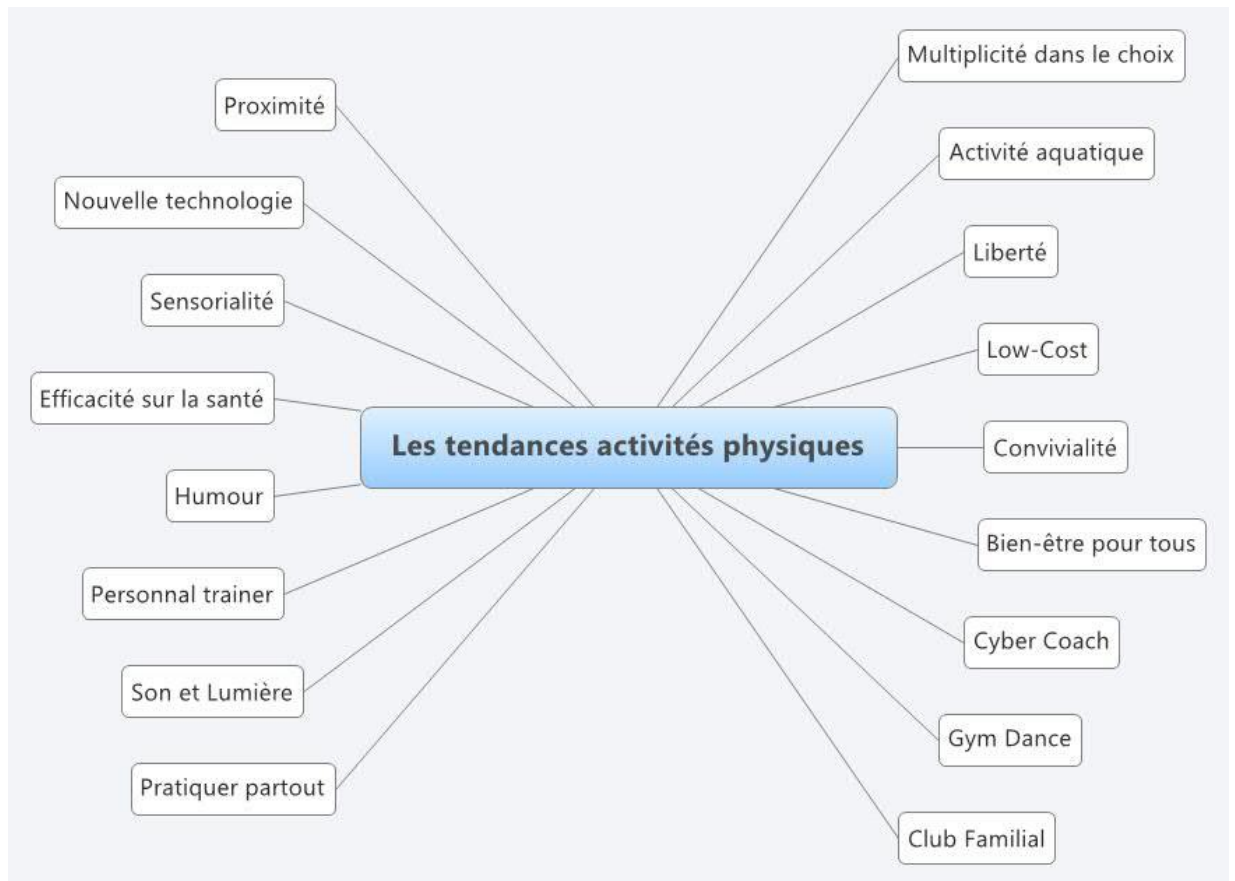 Multiplicité dans le choix
Proximité
Activité aquatique
Nouvelle technologie
Liberté
Sensorialité
Low-Cost
Efficacité sur la santé
Les tendances activités physiques
Convivialité
Humour
Bien-être pour tous
Personnal trainer
Cyber Coach
Son et Lumière
Gym Dance
Pratiquer partout
Club Familial